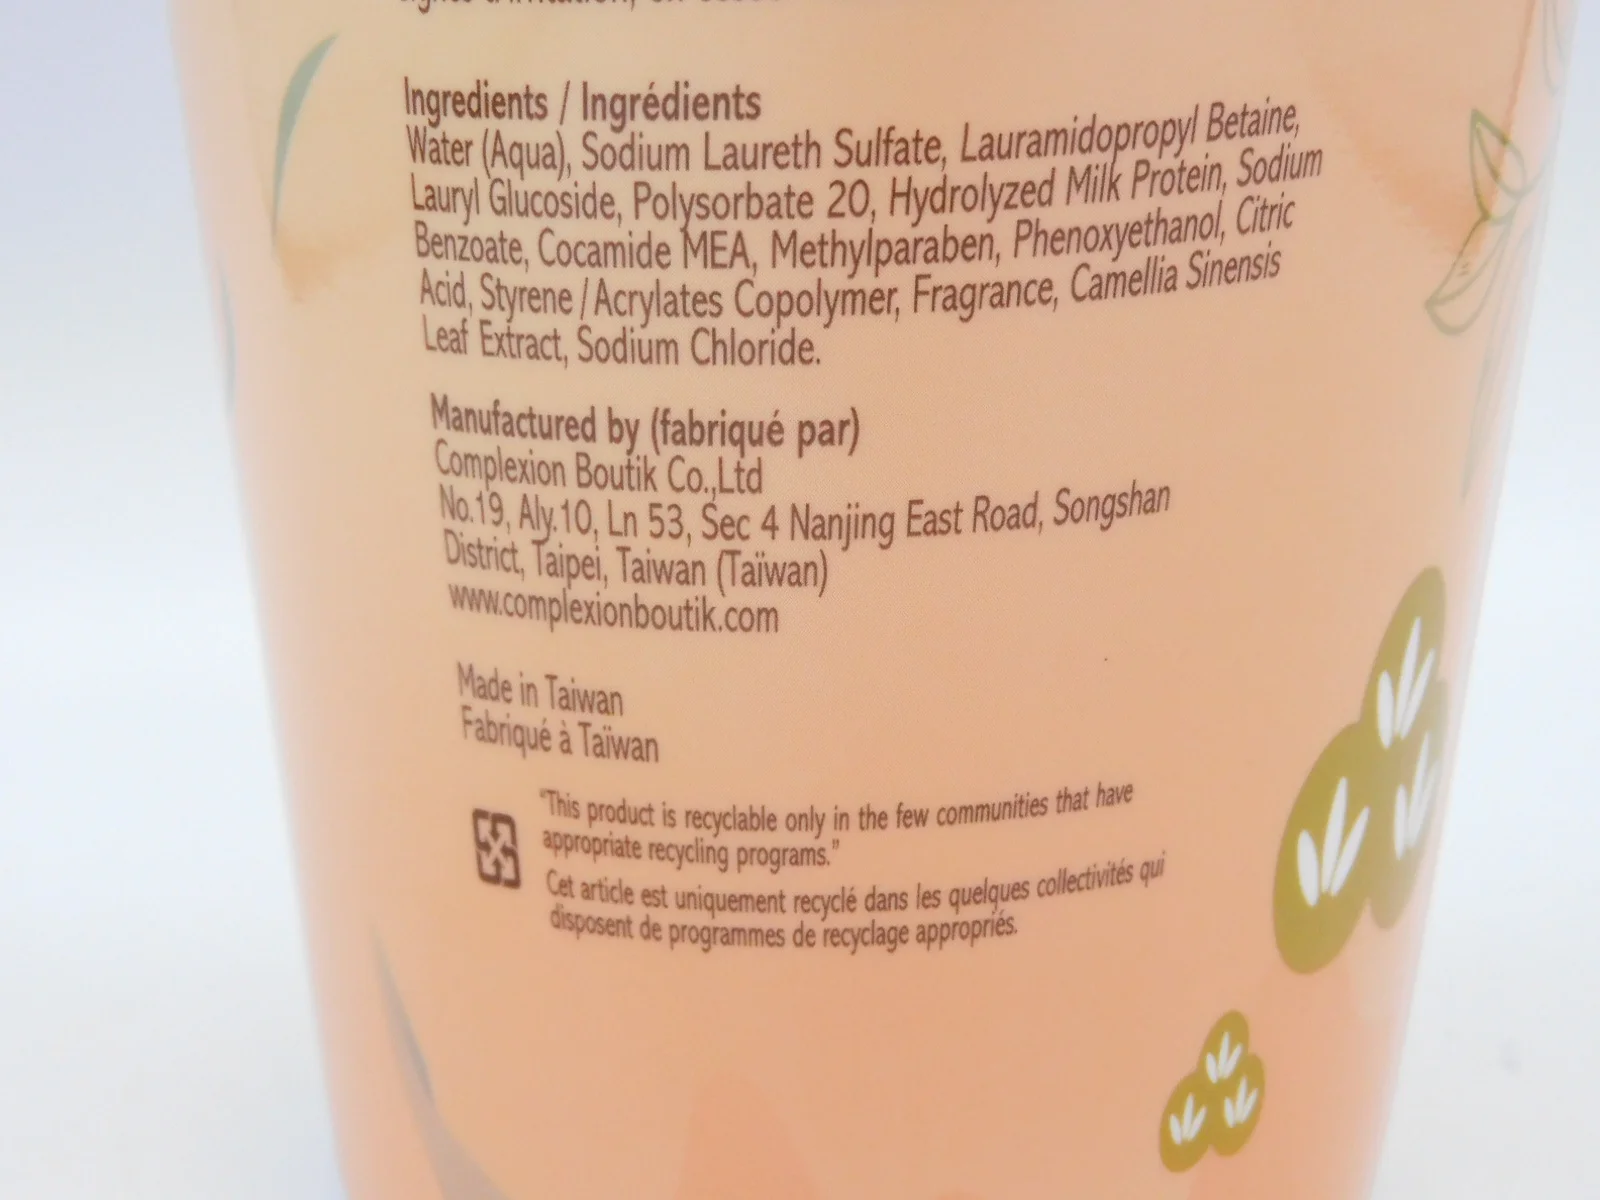 Ingredients / Ingrédients
Water (Aqua), Sodium Laureth Sulfate, Lauramidopropyl Betaine,
Lauryl Glucoside, Polysorbate 20, Hydrolyzed Milk Protein, Sodium
Benzoate, Cocamide MEA, Methylparaben, Phenoxyethanol, Citric
Acid, Styrene / Acrylates Copolymer, Fragrance, Camellia Sinensis
Leaf Extract, Sodium Chloride.
Manufactured by (fabriqué par)
Complexion Boutik Co.,Ltd
No.19, Aly.10, Ln 53, Sec 4 Nanjing East Road, Songshan
District, Taipei, Taiwan (Taïwan)
www.complexionboutik.com
Made in Taiwan
Fabriqué à Taïwan
"This product is recyclable only in the few communities that have
appropriate recycling programs."
Cet article est uniquement recyclé dans les quelques collectivités qui
disposent de programmes de recyclage appropriés.